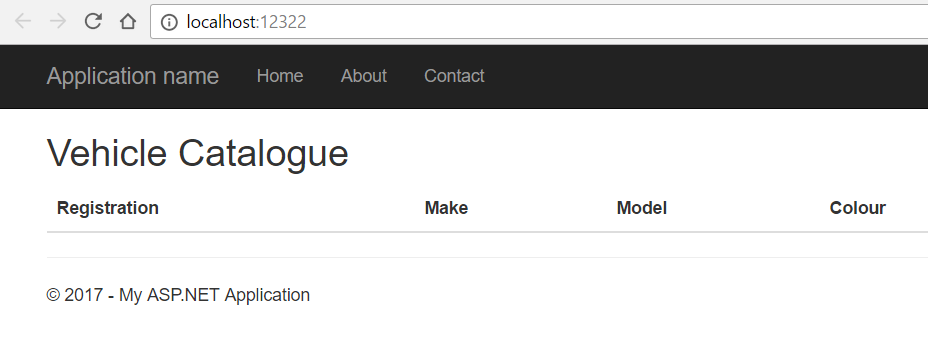 localhost:12322
Application name Home About Contact
Vehicle Catalogue
Registration Make Model Colour
© 2017 - My ASP.NET Application